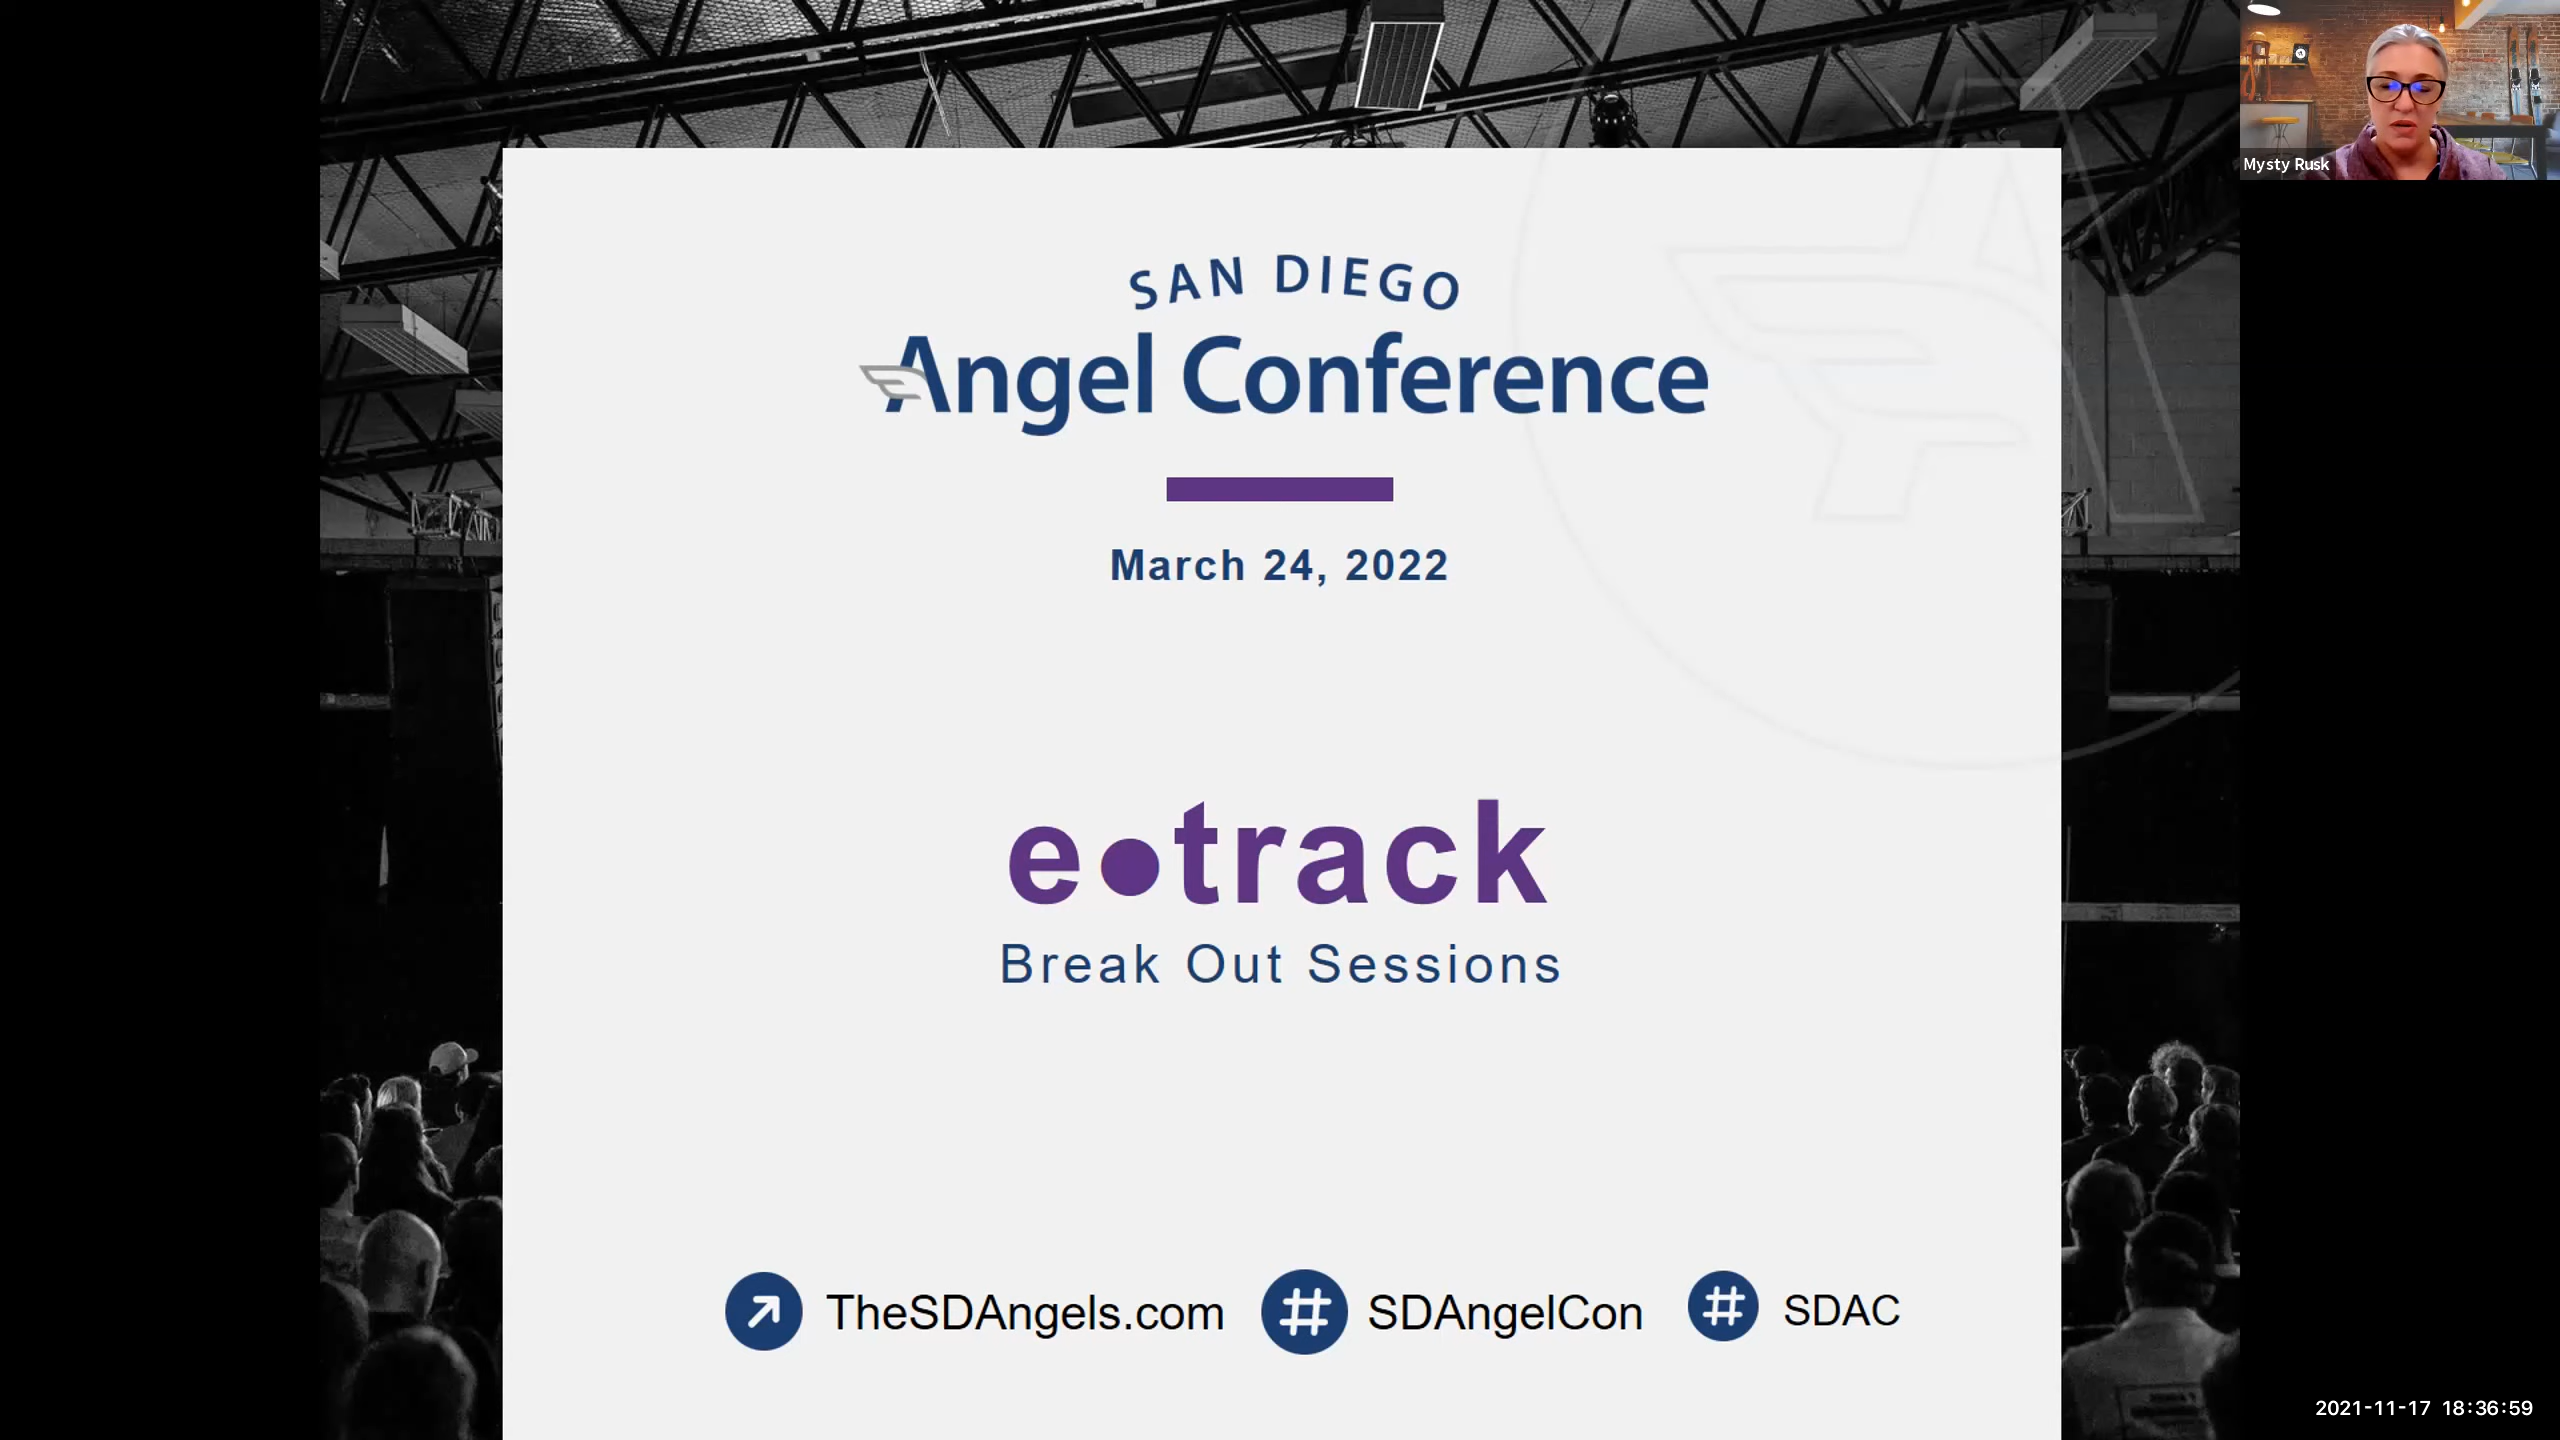 Mysty Rusk
SAN DIEGO
Angel Conference
March 24, 2022
e●track
Break Out Sessions
TheSDAngels.com
# SDAngelCon
# SDAC
2021-11-17 18:36:59